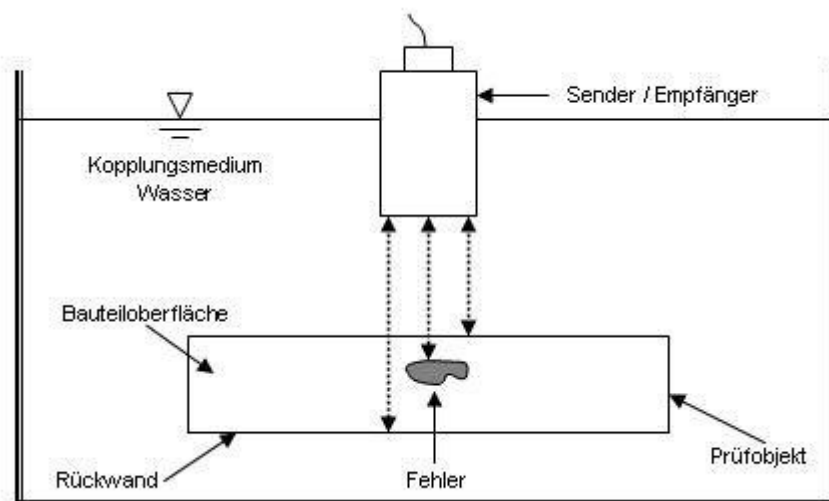 Sender / Empfänger
Kopplungsmedium
Wasser
Bauteiloberfläche
Rückwand
Fehler
Prüfobjekt